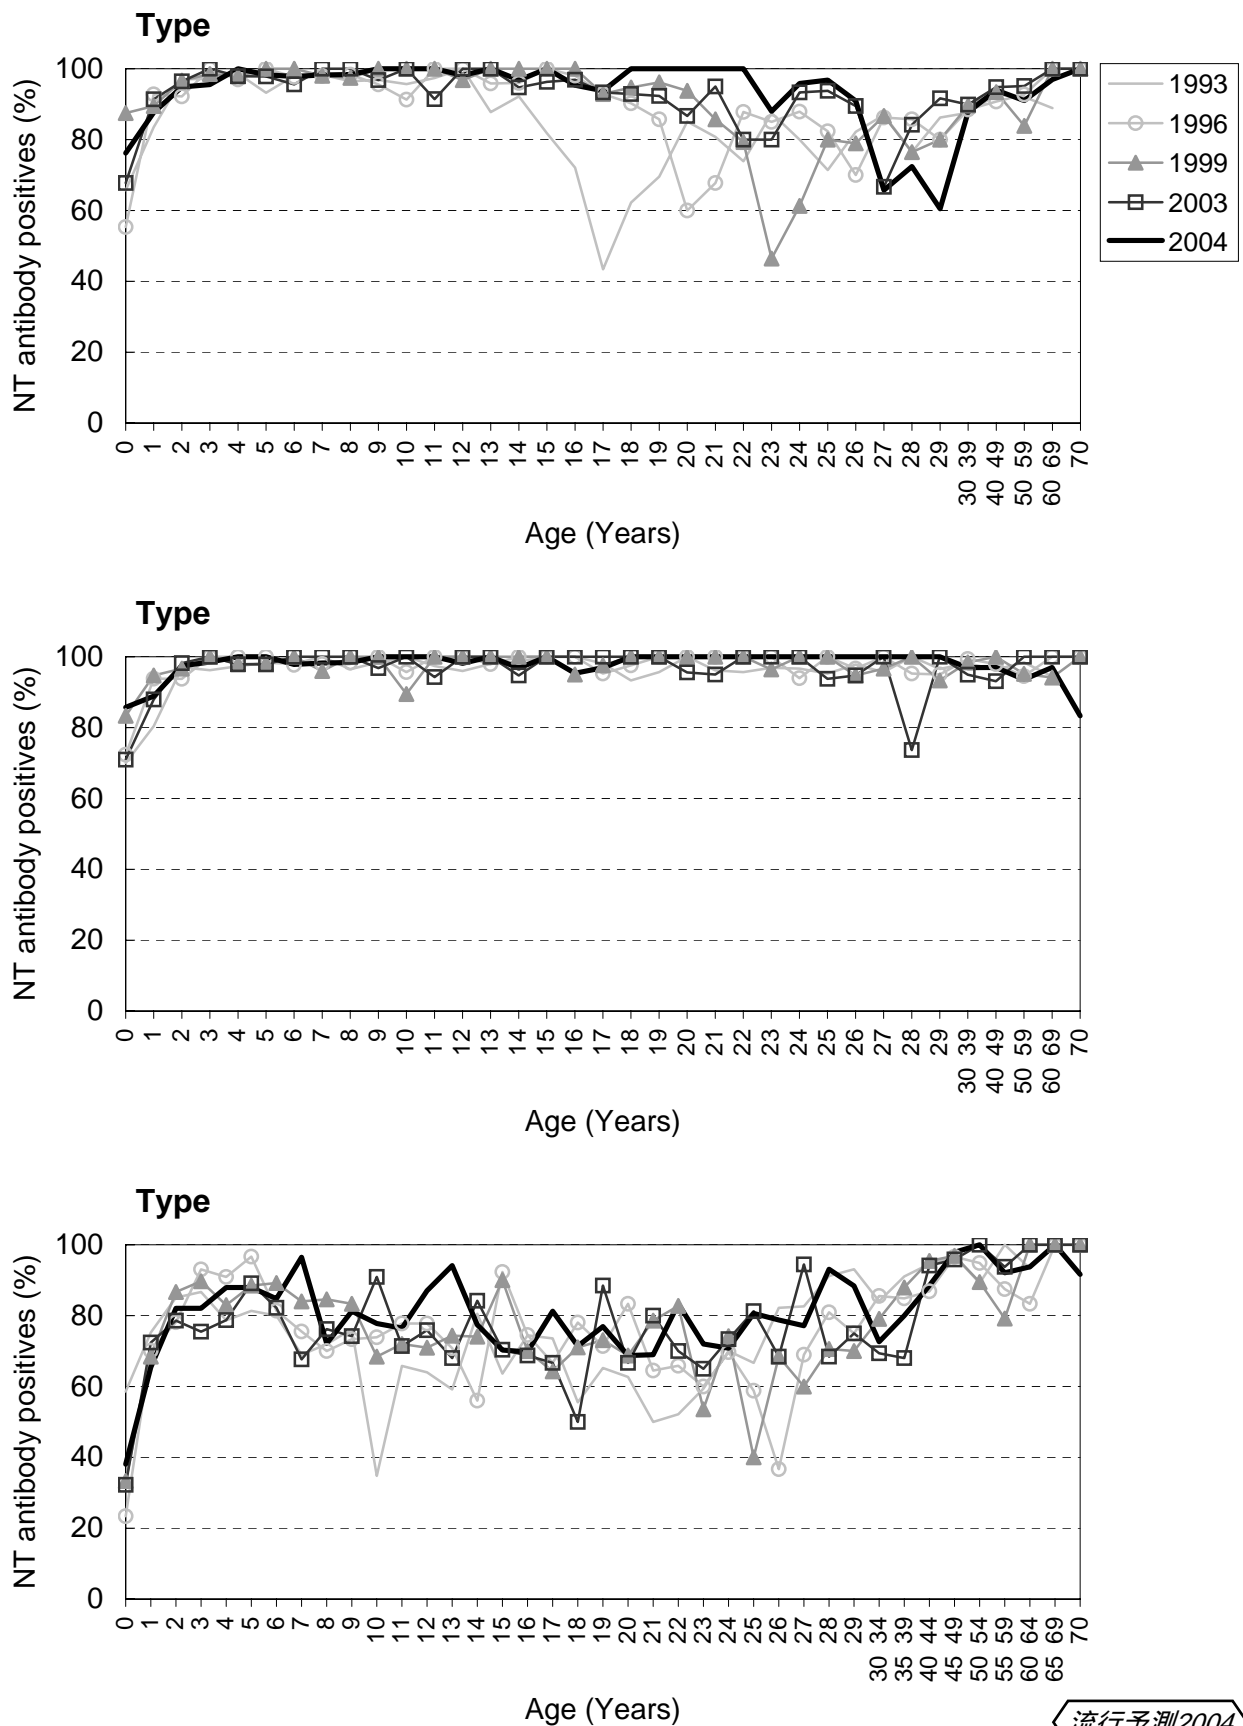 Type
NT antibody positives (%)
100
80
60
40
20
0
0 1 2 3 4 5 6 7 8 9 10 11 12 13 14 15 16 17 18 19 20 21 22 23 24 25 26 27 28 29 30 39 40 49 50 59 60 69 70
Age (Years)
1993
1996
1999
2003
2004
Type
NT antibody positives (%)
100
80
60
40
20
0
0 1 2 3 4 5 6 7 8 9 10 11 12 13 14 15 16 17 18 19 20 21 22 23 24 25 26 27 28 29 30 39 40 49 50 59 60 69 70
Age (Years)
Type
NT antibody positives (%)
100
80
60
40
20
0
0 1 2 3 4 5 6 7 8 9 10 11 12 13 14 15 16 17 18 19 20 21 22 23 24 25 26 27 28 29 30 34 35 39 40 44 45 49 50 54 55 59 60 64 65 69 70
Age (Years)
流行予測2004